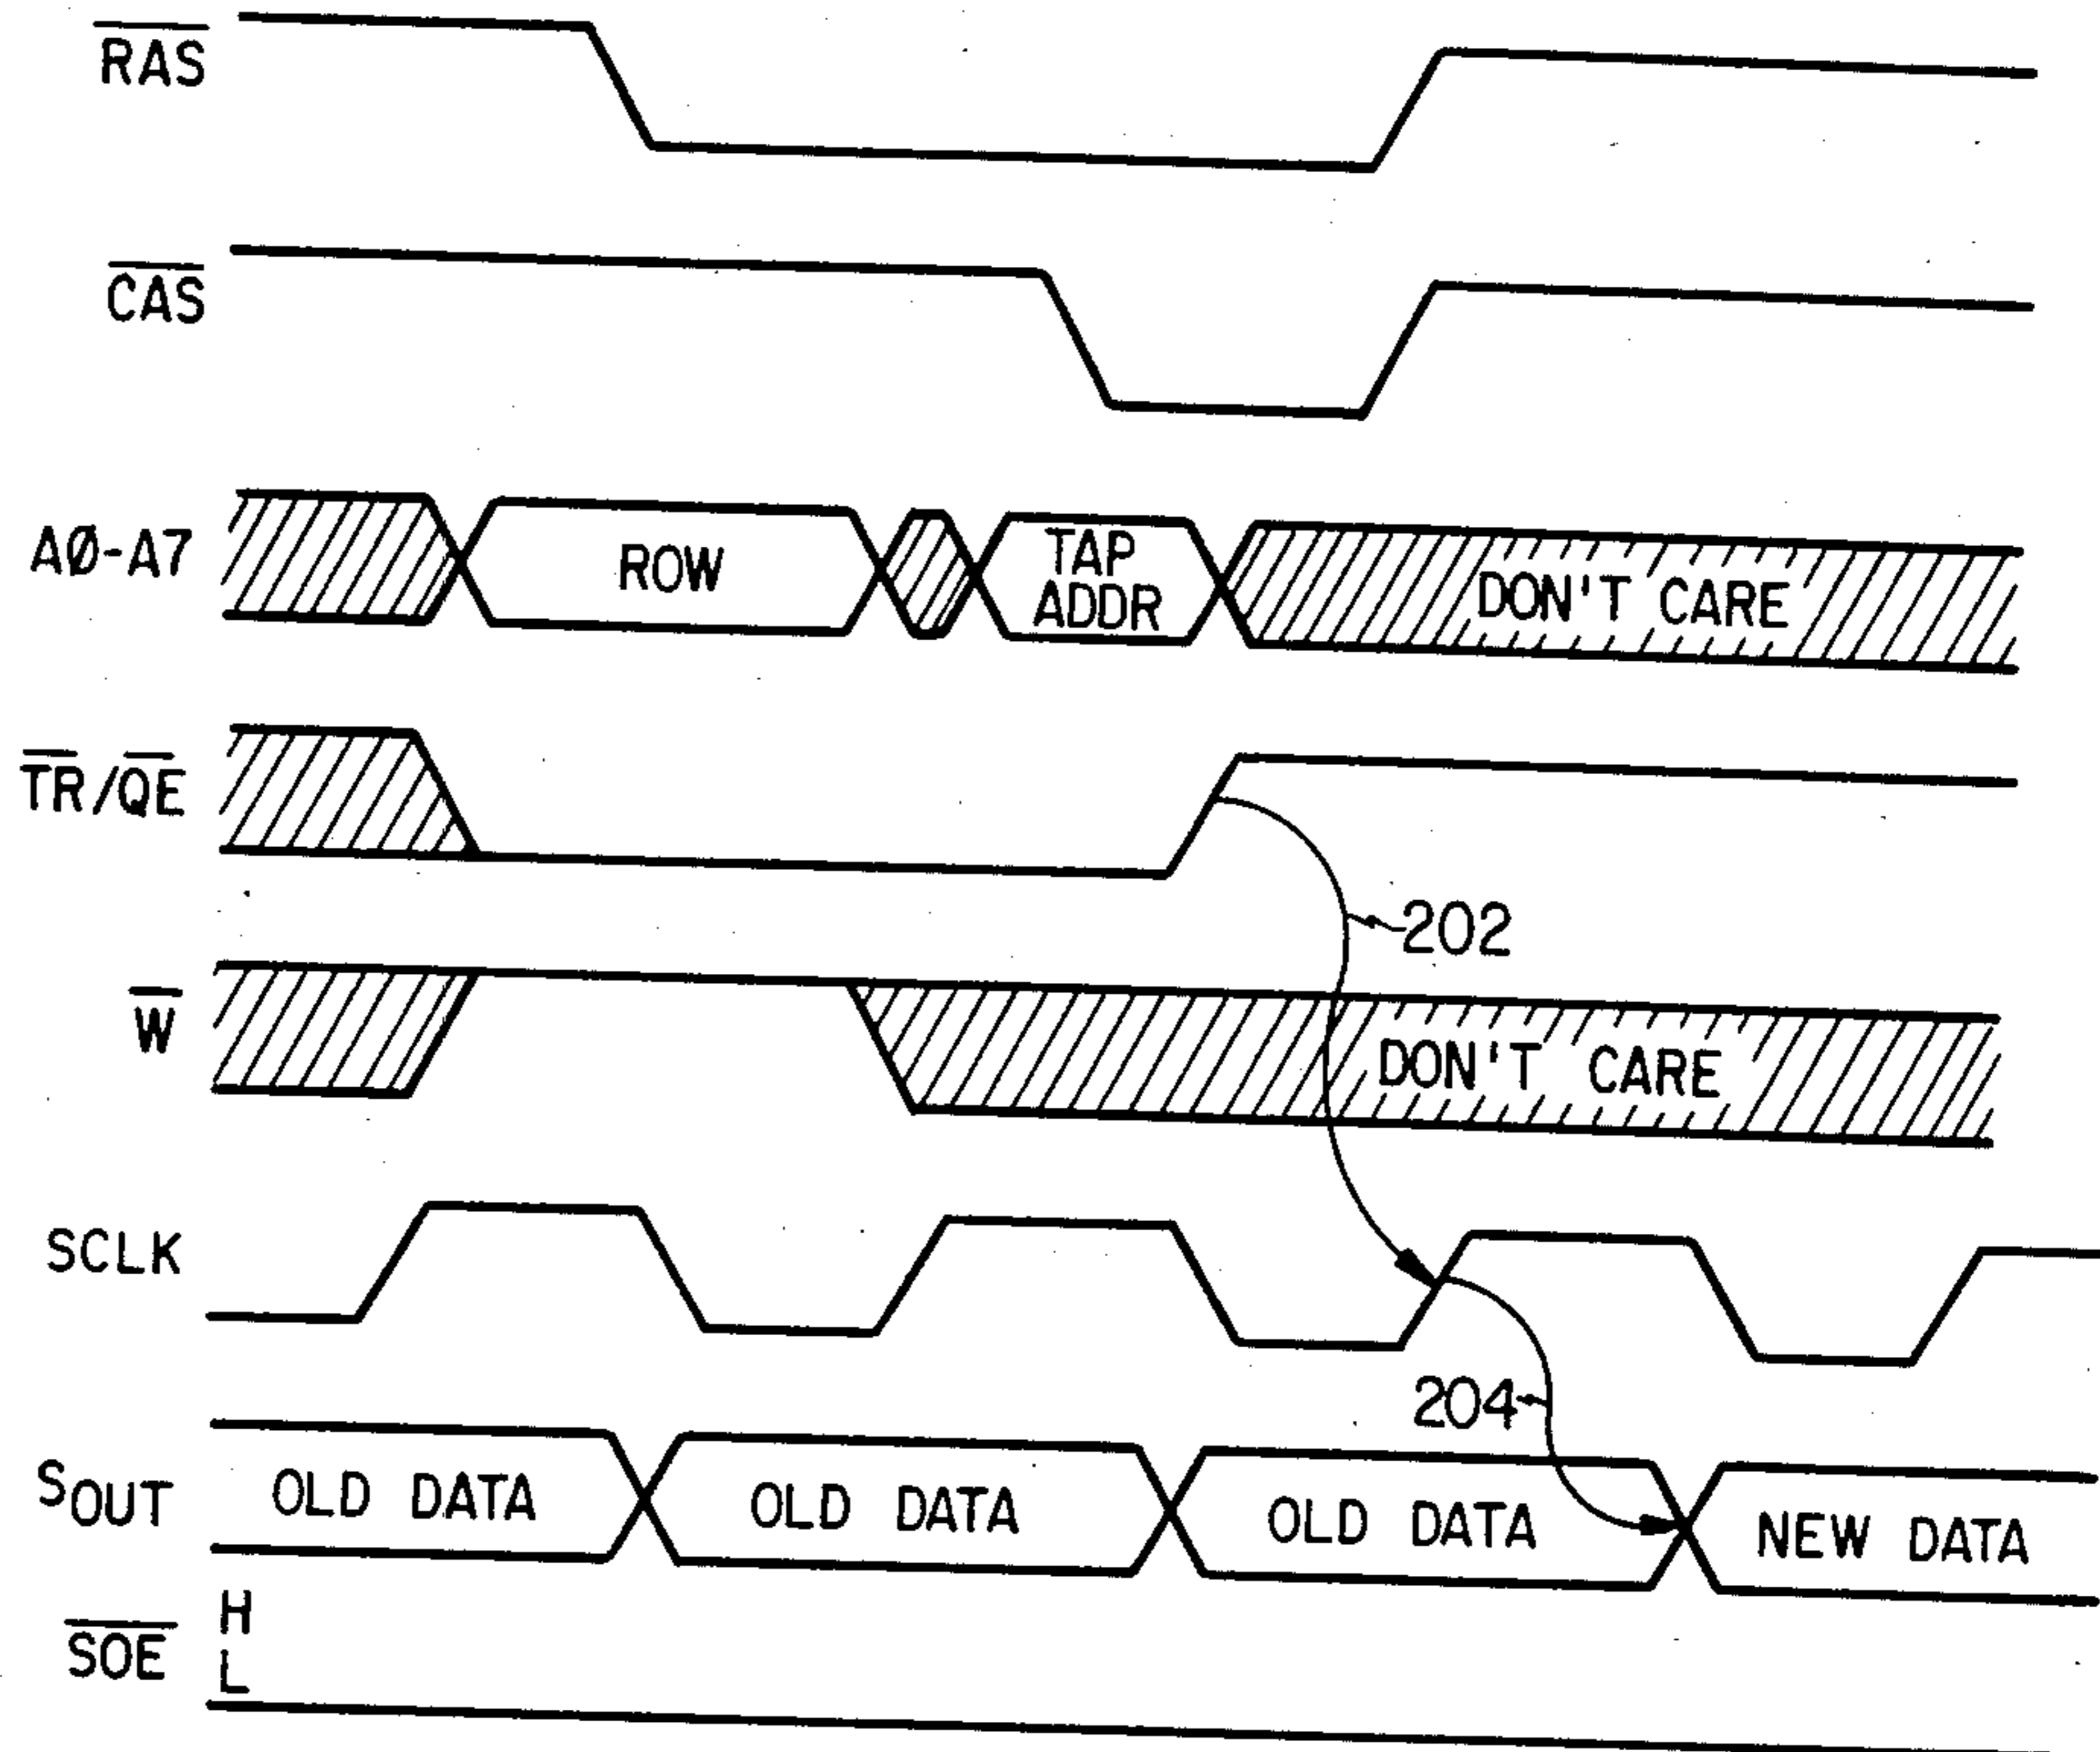 RAS
CAS
A0-A7
ROW
TAP
ADDR
DON'T CARE
TR/QE
202
W
DON'T CARE
SCLK
204
SOUT
OLD DATA
OLD DATA
OLD DATA
NEW DATA
SOE
H
L